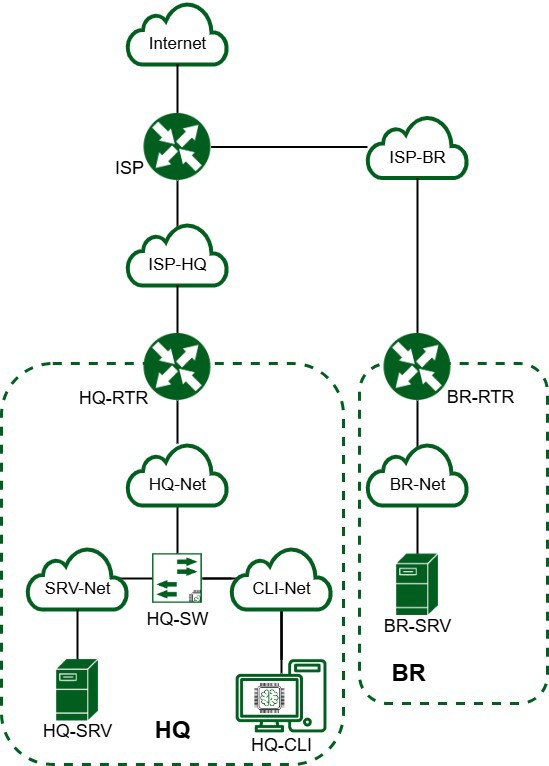 Internet
ISP
ISP-BR
ISP-HQ
HQ-RTR
BR-RTR
HQ-Net
BR-Net
SRV-Net
CLI-Net
HQ-SW
BR-SRV
BR
HQ-SRV
HQ
HQ-CLI